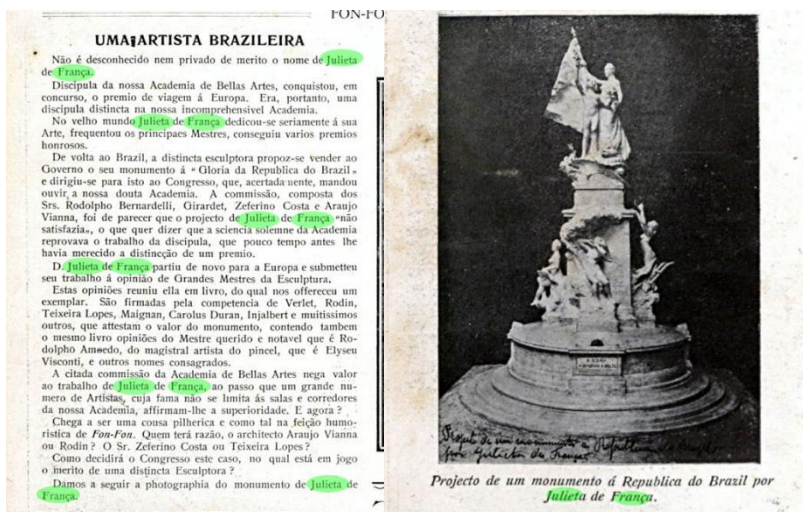 FON-FO
UMA ARTISTA BRAZILEIRA
Não é desconhecido nem privado de merito o nome de Julieta
de França.
Discipula da nossa Academia de Bellas Artes, conquistou, em
concurso, o premio de viagem á Europa. Era, portanto, uma
discipula distincta na nossa incomprehensivel Academia.
No velho mundo Julieta de França dedicou-se seriamente á sua
Arte, frequentou os principaes Mestres, conseguiu varios premios
honrosos.
De volta ao Brazil, a distincta esculptora propoz-se vender ao
Governo o seu monumento á "Gloria da Republica do Brazil"
e dirigiu-se para isto ao Congresso, que, acertadamente, mandou
ouvir a nossa douta Academia. A commissão, composta dos
Srs. Rodolpho Bernardelli, Girardet, Zeferino Costa e Araujo
Vianna, foi de parecer que o projecto de Julieta de França "não
satisfazia", o que quer dizer que a sciencia solemne da Academia
reprovava o trabalho da discipula, que pouco tempo antes lhe
havia merecido a distincção de um premio.
D. Julieta de França partiu de novo para a Europa e submetteu
seu trabalho á opinião de Grandes Mestres da Esculptura.
Estas opiniões reuniu ella em livro, do qual nos offereceu um
exemplar. São firmadas pela competencia de Verlet, Rodin,
Teixeira Lopes, Maignan, Carolus Duran, Injalbert e muitissimos
outros, que attestam o valor do monumento, contendo tambem
o mesmo livro opiniões do Mestre querido e notavel que é Ro-
dolpho Amoedo, do magistral artista do pincel, que é Elyseu
Visconti, e outros nomes consagrados.
A citada commissão da Academia de Bellas Artes nega valor
ao trabalho de Julieta de França, ao passo que um grande nu-
mero de Artistas, cuja fama não se limita ás salas e corredores
da nossa Academia, affirmam-lhe a superioridade. E agora ?
Chega a ser uma cousa pilherica e como tal na feição humo-
ristica de Fon-Fon. Quem terá razão, o architecto Araujo Vianna
ou Rodin ? O Sr. Zeferino Costa ou Teixeira Lopes ?
Como decidirá o Congresso este caso, no qual está em jogo
o merito de uma distincta Esculptora ?
Damos a seguir a photographia do monumento de Julieta de
França.
Projecto de um monumento á Republica do Brazil
por Julieta de França
Projecto de um monumento á Republica do Brazil por
Julieta de França.